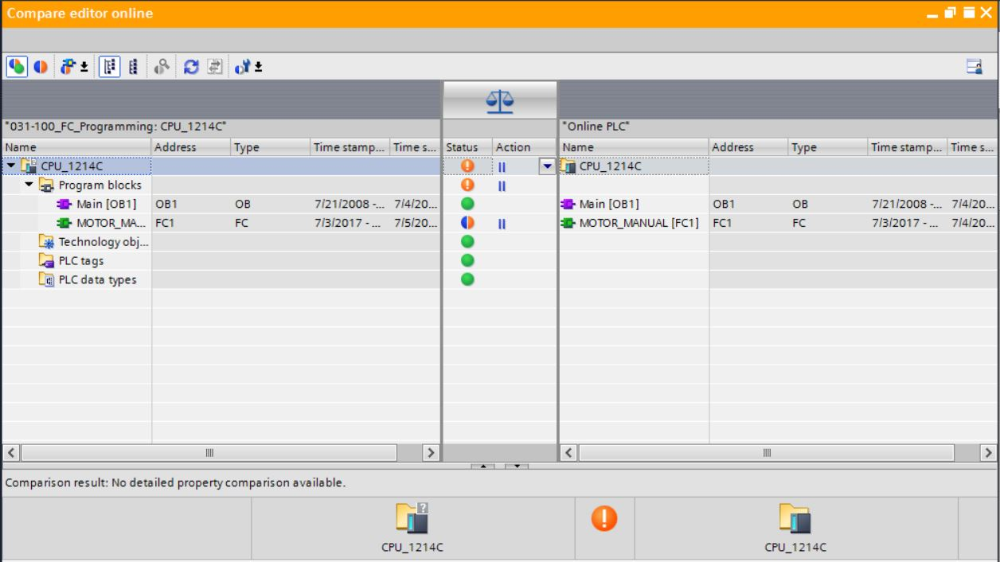 Compare editor online
"031-100_FC_Programming: CPU_1214C" "Online PLC"
Name Address Type Time stamp... Time s... Status Action Name Address Type Time stamp... Time s...
CPU_1214C CPU_1214C
Program blocks
Main [OB1] OB1 OB 7/21/2008 -... 7/4/20... Main [OB1] OB1 OB 7/21/2008 -... 7/4/20...
MOTOR_MA... FC1 FC 7/3/2017 - ... 7/5/20... MOTOR_MANUAL [FC1] FC1 FC 7/3/2017 - ... 7/4/20...
Technology obj...
PLC tags
PLC data types
Comparison result: No detailed property comparison available.
CPU_1214C CPU_1214C